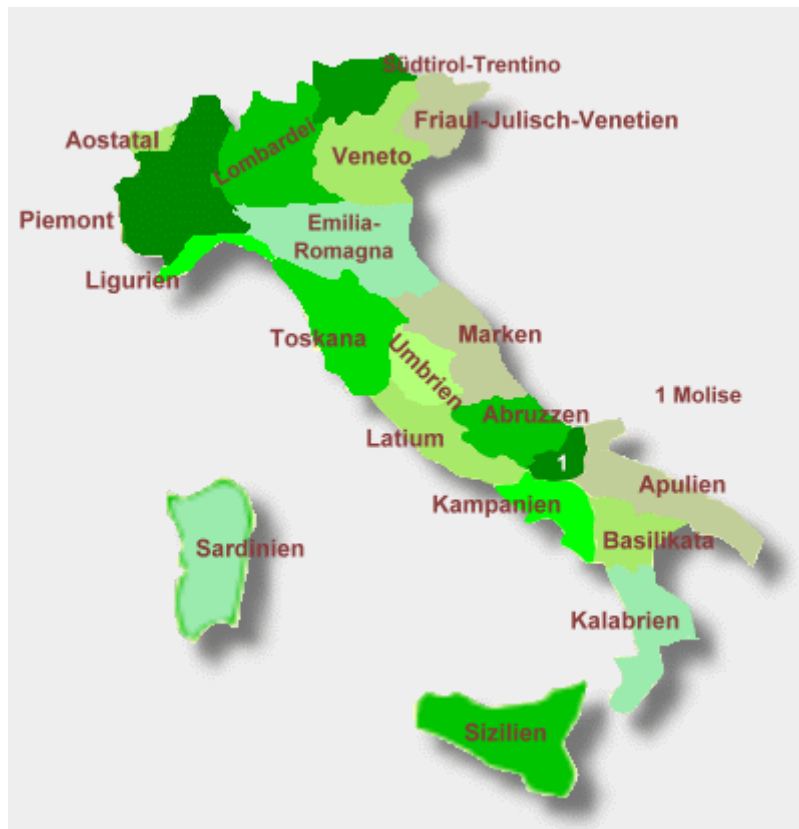 Südtirol-Trentino
Friaul-Julisch-Venetien
Aostatal
Lombardei
Veneto
Piemont
Emilia-
Romagna
Ligurien
Toskana
Marken
Umbrien
1 Molise
Abruzzen
Latium
1
Apulien
Kampanien
Basilikata
Sardinien
Kalabrien
Sizilien